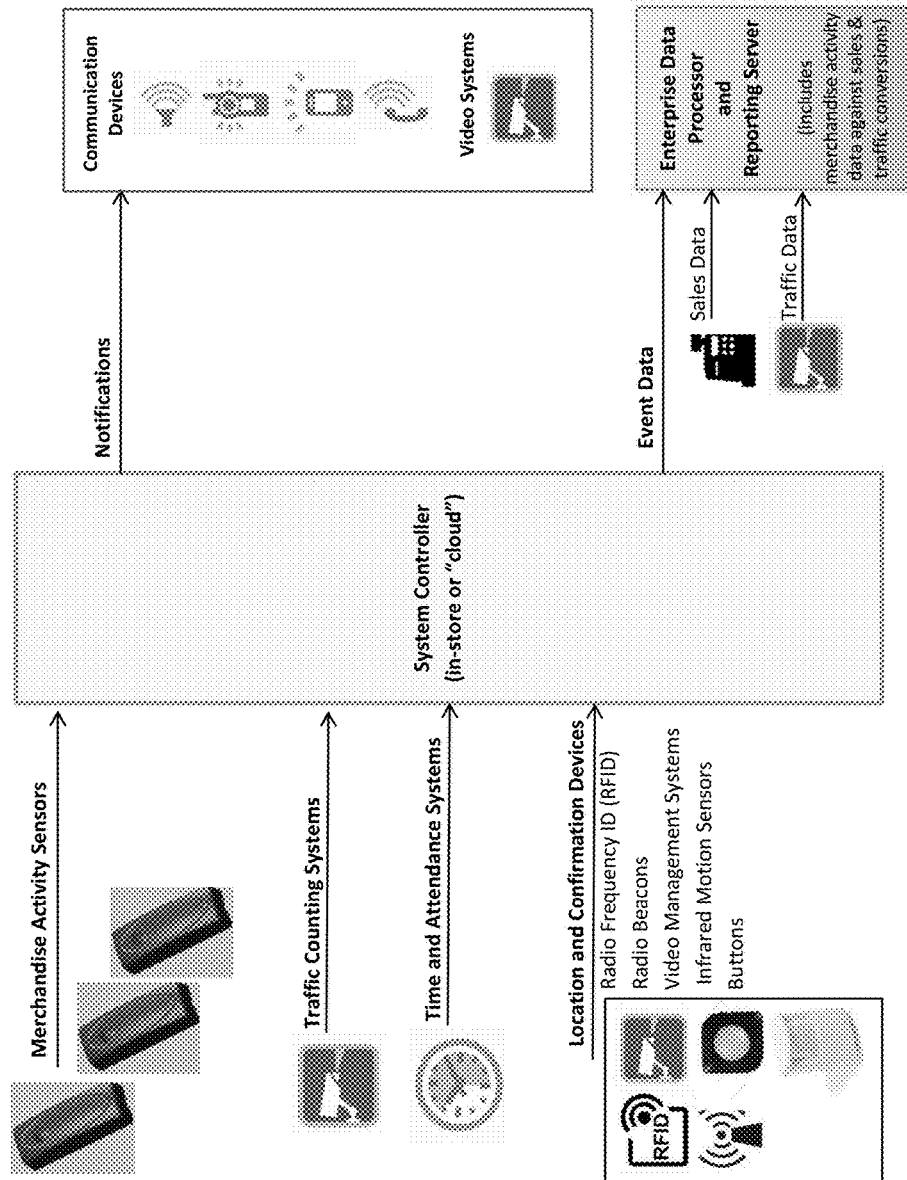 Merchandise Activity Sensors
Traffic Counting Systems
Time and Attendance Systems
Location and Confirmation Devices
Radio Frequency ID (RFID)
Radio Beacons
Video Management Systems
Infrared Motion Sensors
Buttons
RFID
System Controller
(in-store or “cloud”)
Notifications
Communication
Devices
Video Systems
Event Data
Sales Data
Traffic Data
Enterprise Data
Processor
and
Reporting Server
(includes
merchandise activity
data against sales &
traffic conversions)